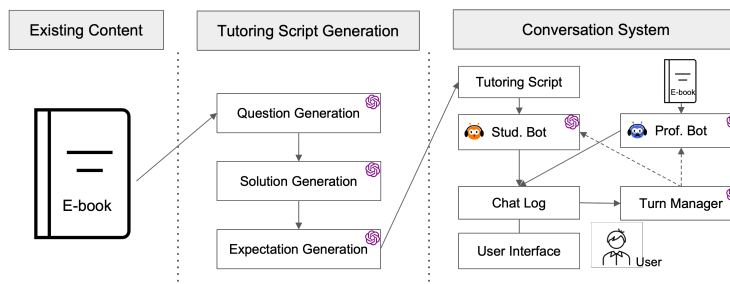 Existing Content
Tutoring Script Generation
Conversation System
E-book
Question Generation
Solution Generation
Expectation Generation
Tutoring Script
E-book
Stud. Bot
Prof. Bot
Chat Log
Turn Manager
User Interface
User